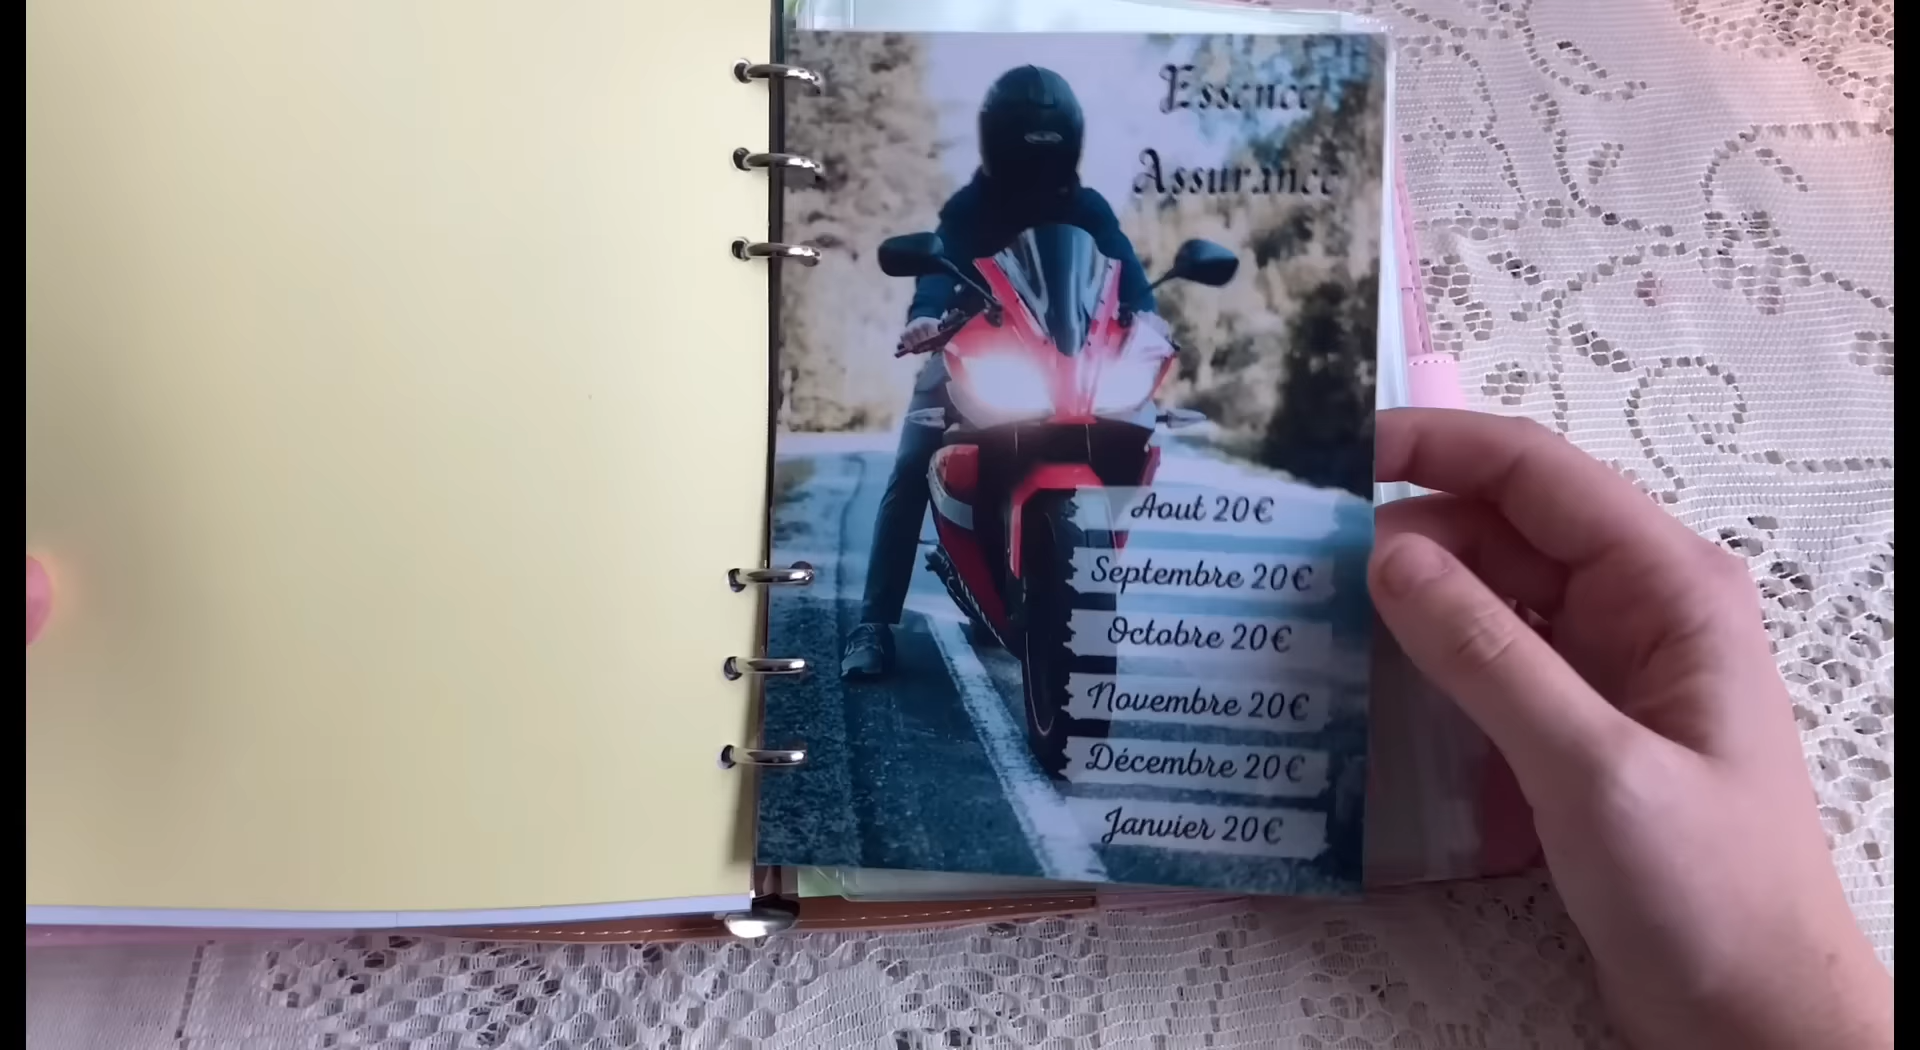 Essence
Assurance
Aout 20€
Septembre 20€
Octobre 20€
Novembre 20€
Décembre 20€
Janvier 20€